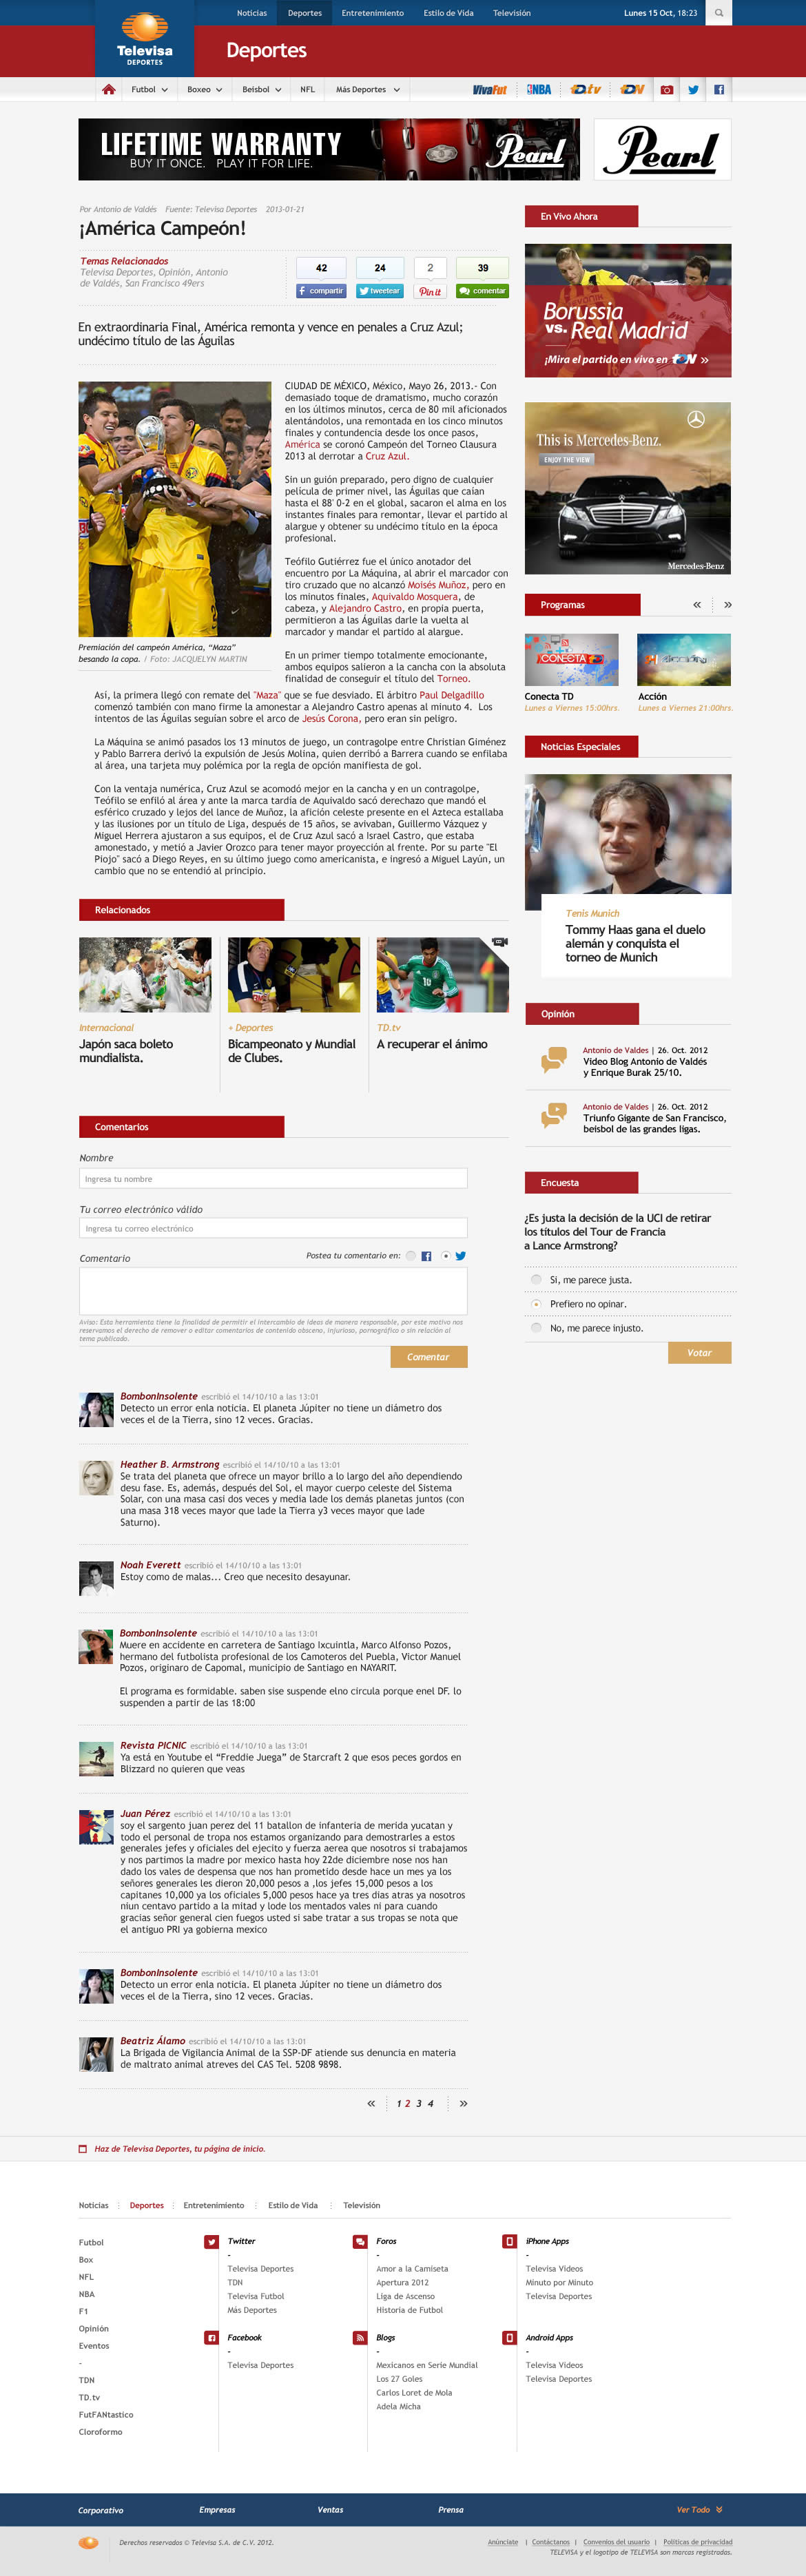 Noticias Deportes Entretenimiento Estilo de Vida Televisión Lunes 15 Oct, 18:23
Televisa
DEPORTES
Deportes
Futbol Boxeo Beisbol NFL Más Deportes VivaFut NBA TD.tv
LIFETIME WARRANTY
BUY IT ONCE. PLAY IT FOR LIFE.
Pearl
Pearl
Por Antonio de Valdés Fuente: Televisa Deportes 2013-01-21
¡América Campeón!
Temas Relacionados
Televisa Deportes, Opinión, Antonio
de Valdés, San Francisco 49ers
42 24 2 39
compartir twwetear Pin it comentar
En extraordinaria Final, América remonta y vence en penales a Cruz Azul;
undécimo título de las Águilas
CIUDAD DE MÉXICO, México, Mayo 26, 2013.- Con
demasiado toque de dramatismo, mucho corazón
en los últimos minutos, cerca de 80 mil aficionados
alentándolos, una remontada en los cinco minutos
finales y contundencia desde los once pasos,
América se coronó Campeón del Torneo Clausura
2013 al derrotar a Cruz Azul.
Sin un guión preparado, pero digno de cualquier
película de primer nivel, las Águilas que caían
hasta el 88' 0-2 en el global, sacaron el alma en los
instantes finales para remontar, llevar el partido al
alargue y obtener su undécimo título en la época
profesional.
Teófilo Gutiérrez fue el único anotador del
encuentro por La Máquina, al abrir el marcador con
tiro cruzado que no alcanzó Moisés Muñoz, pero en
los minutos finales, Aquivaldo Mosquera, de
cabeza, y Alejandro Castro, en propia puerta,
permitieron a las Águilas darle la vuelta al
marcador y mandar el partido al alargue.
En un primer tiempo totalmente emocionante,
ambos equipos salieron a la cancha con la absoluta
finalidad de conseguir el título del Torneo.
Premiación del campeón América, “Maza”
besando la copa. / Foto: JACQUELYN MARTIN
Así, la primera llegó con remate del "Maza" que se fue desviado. El árbitro Paul Delgadillo
comenzó también con mano firme la amonestar a Alejandro Castro apenas al minuto 4. Los
intentos de las Águilas seguían sobre el arco de Jesús Corona, pero eran sin peligro.
La Máquina se animó pasados los 13 minutos de juego, un contragolpe entre Christian Giménez
y Pablo Barrera derivó la expulsión de Jesús Molina, quien derribó a Barrera cuando se enfilaba
al área, una tarjeta muy polémica por la regla de opción manifiesta de gol.
Con la ventaja numérica, Cruz Azul se acomodó mejor en la cancha y en un contragolpe,
Teófilo se enfiló al área y ante la marca tardía de Aquivaldo sacó derechazo que mandó el
esférico cruzado y lejos del lance de Muñoz, la afición celeste presente en el Azteca estallaba
y las ilusiones por un título de Liga, después de 15 años, se avivaban, Guillermo Vázquez y
Miguel Herrera ajustaron a sus equipos, el de Cruz Azul sacó a Israel Castro, que estaba
amonestado, y metió a Javier Orozco para tener mayor proyección al frente. Por su parte "El
Piojo" sacó a Diego Reyes, en su último juego como americanista, e ingresó a Miguel Layún, un
cambio que no se entendió al principio.
Relacionados
Internacional
Japón saca boleto
mundialista.
+ Deportes
Bicampeonato y Mundial
de Clubes.
TD.tv
A recuperar el ánimo
Comentarios
Nombre
Ingresa tu nombre
Tu correo electrónico válido
Ingresa tu correo electrónico
Comentario Postea tu comentario en:
Aviso: Esta herramienta tiene la finalidad de permitir el intercambio de ideas de manera responsable, por este motivo nos
reservamos el derecho de remover o editar comentarios de contenido obsceno, injurioso, pornográfico o sin relación al
tema publicado.
Comentar
BombonInsolente escribió el 14/10/10 a las 13:01
Detecto un error enla noticia. El planeta Júpiter no tiene un diámetro dos
veces el de la Tierra, sino 12 veces. Gracias.
Heather B. Armstrong escribió el 14/10/10 a las 13:01
Se trata del planeta que ofrece un mayor brillo a lo largo del año dependiendo
desu fase. Es, además, después del Sol, el mayor cuerpo celeste del Sistema
Solar, con una masa casi dos veces y media lade los demás planetas juntos (con
una masa 318 veces mayor que lade la Tierra y3 veces mayor que lade
Saturno).
Noah Everett escribió el 14/10/10 a las 13:01
Estoy como de malas... Creo que necesito desayunar.
BombonInsolente escribió el 14/10/10 a las 13:01
Muere en accidente en carretera de Santiago Ixcuintla, Marco Alfonso Pozos,
hermano del futbolista profesional de los Camoteros del Puebla, Victor Manuel
Pozos, originaro de Capomal, municipio de Santiago en NAYARIT.
El programa es formidable. saben sise suspende elno circula porque enel DF. lo
suspenden a partir de las 18:00
Revista PICNIC escribió el 14/10/10 a las 13:01
Ya está en Youtube el “Freddie Juega” de Starcraft 2 que esos peces gordos en
Blizzard no quieren que veas
Juan Pérez escribió el 14/10/10 a las 13:01
soy el sargento juan perez del 11 batallon de infanteria de merida yucatan y
todo el personal de tropa nos estamos organizando para demostrarles a estos
generales jefes y oficiales del ejecito y fuerza aerea que nosotros si trabajamos
y nos partimos la madre por mexico hasta hoy 22de diciembre nose nos han
dado los vales de despensa que nos han prometido desde hace un mes ya los
señores generales les dieron 20,000 pesos a ,los jefes 15,000 pesos a los
capitanes 10,000 ya los oficiales 5,000 pesos hace ya tres dias atras ya nosotros
niun centavo partido a la mitad y lode los mentados vales ni para cuando
gracias señor general cien fuegos usted si sabe tratar a sus tropas se nota que
el antiguo PRI ya gobierna mexico
BombonInsolente escribió el 14/10/10 a las 13:01
Detecto un error enla noticia. El planeta Júpiter no tiene un diámetro dos
veces el de la Tierra, sino 12 veces. Gracias.
Beatriz Álamo escribió el 14/10/10 a las 13:01
La Brigada de Vigilancia Animal de la SSP-DF atiende sus denuncia en materia
de maltrato animal atreves del CAS Tel. 5208 9898.
« 1 2 3 4 »
En Vivo Ahora
Borussia
vs. Real Madrid
¡Mira el partido en vivo en TDN »
This is Mercedes-Benz.
ENJOY THE VIEW
Mercedes-Benz
Programas « »
CONECTA
Conecta TD
Lunes a Viernes 15:00hrs.
Acción
Lunes a Viernes 21:00hrs.
Noticias Especiales
Tenis Munich
Tommy Haas gana el duelo
alemán y conquista el
torneo de Munich
Opinión
Antonio de Valdes | 26. Oct. 2012
Video Blog Antonio de Valdés
y Enrique Burak 25/10.
Antonio de Valdes | 26. Oct. 2012
Triunfo Gigante de San Francisco,
beisbol de las grandes ligas.
Encuesta
¿Es justa la decisión de la UCI de retirar
los títulos del Tour de Francia
a Lance Armstrong?
Si, me parece justa.
Prefiero no opinar.
No, me parece injusto.
Votar
Haz de Televisa Deportes, tu página de inicio.
Noticias Deportes Entretenimiento Estilo de Vida Televisión
Futbol
Box
NFL
NBA
F1
Opinión
Eventos
-
TDN
TD.tv
FutFANtastico
Cloroformo
Twitter
-
Televisa Deportes
TDN
Televisa Futbol
Más Deportes
Facebook
-
Televisa Deportes
Foros
-
Amor a la Camiseta
Apertura 2012
Liga de Ascenso
Historia de Futbol
Blogs
-
Mexicanos en Serie Mundial
Los 27 Goles
Carlos Loret de Mola
Adela Micha
iPhone Apps
-
Televisa Videos
Minuto por Minuto
Televisa Deportes
Android Apps
-
Televisa Videos
Televisa Deportes
Corporativo Empresas Ventas Prensa Ver Todo
Derechos reservados © Televisa S.A. de C.V. 2012.
Anúnciate | Contáctanos | Convenios del usuario | Políticas de privacidad
TELEVISA y el logotipo de TELEVISA son marcas registradas.